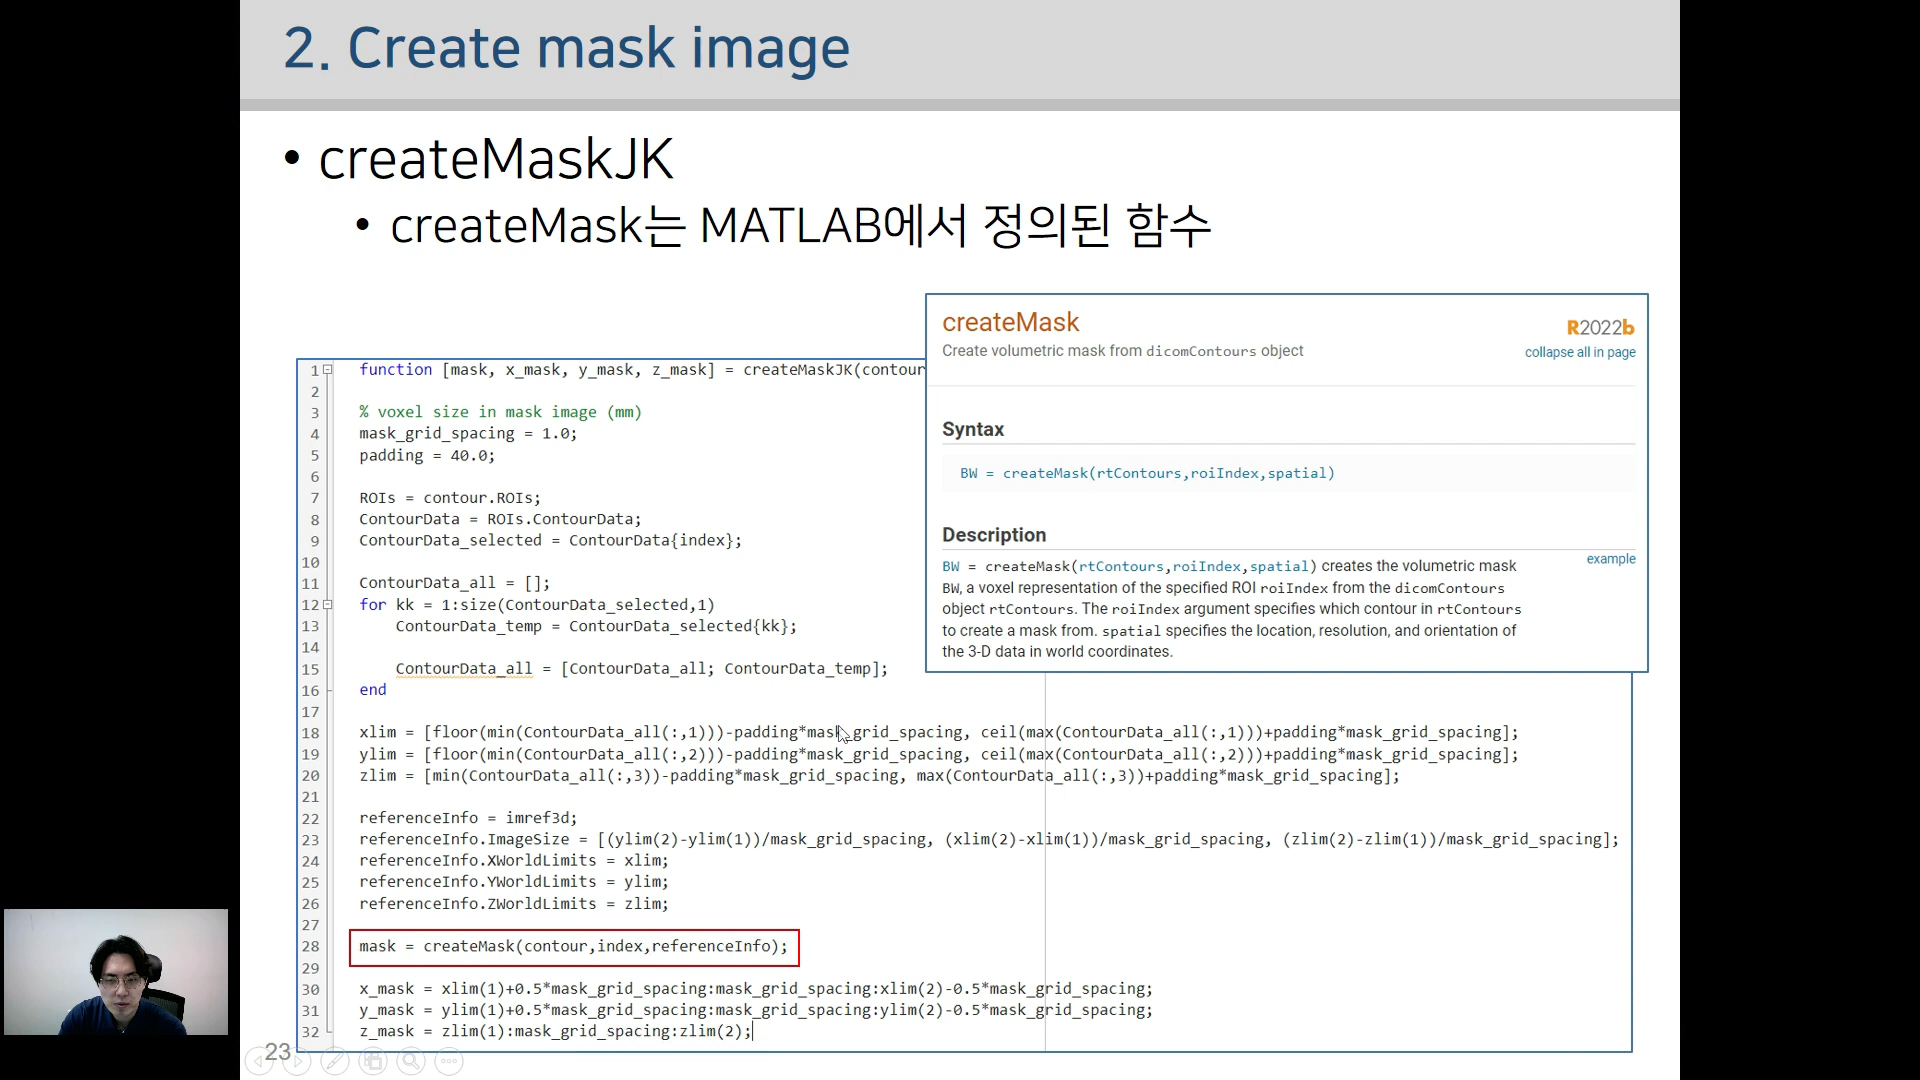 2. Create mask image
• createMaskJK
• createMask는 MATLAB에서 정의된 함수
createMask
R2022b
Create volumetric mask from dicomContours object
collapse all in page
Syntax
BW = createMask(rtContours,roiIndex,spatial)
Description
example
BW = createMask(rtContours,roiIndex,spatial) creates the volumetric mask
BW, a voxel representation of the specified ROI roiIndex from the dicomContours
object rtContours. The roiIndex argument specifies which contour in rtContours
to create a mask from. spatial specifies the location, resolution, and orientation of
the 3-D data in world coordinates.
1 function [mask, x_mask, y_mask, z_mask] = createMaskJK(contour
2
3 % voxel size in mask image (mm)
4 mask_grid_spacing = 1.0;
5 padding = 40.0;
6
7 ROIs = contour.ROIs;
8 ContourData = ROIs.ContourData;
9 ContourData_selected = ContourData{index};
10
11 ContourData_all = [];
12 for kk = 1:size(ContourData_selected,1)
13 ContourData_temp = ContourData_selected{kk};
14
15 ContourData_all = [ContourData_all; ContourData_temp];
16 end
17
18 xlim = [floor(min(ContourData_all(:,1)))-padding*mask_grid_spacing, ceil(max(ContourData_all(:,1)))+padding*mask_grid_spacing];
19 ylim = [floor(min(ContourData_all(:,2)))-padding*mask_grid_spacing, ceil(max(ContourData_all(:,2)))+padding*mask_grid_spacing];
20 zlim = [min(ContourData_all(:,3))-padding*mask_grid_spacing, max(ContourData_all(:,3))+padding*mask_grid_spacing];
21
22 referenceInfo = imref3d;
23 referenceInfo.ImageSize = [(ylim(2)-ylim(1))/mask_grid_spacing, (xlim(2)-xlim(1))/mask_grid_spacing, (zlim(2)-zlim(1))/mask_grid_spacing];
24 referenceInfo.XWorldLimits = xlim;
25 referenceInfo.YWorldLimits = ylim;
26 referenceInfo.ZWorldLimits = zlim;
27
28 mask = createMask(contour,index,referenceInfo);
29
30 x_mask = xlim(1)+0.5*mask_grid_spacing:mask_grid_spacing:xlim(2)-0.5*mask_grid_spacing;
31 y_mask = ylim(1)+0.5*mask_grid_spacing:mask_grid_spacing:ylim(2)-0.5*mask_grid_spacing;
32 z_mask = zlim(1):mask_grid_spacing:zlim(2);
23